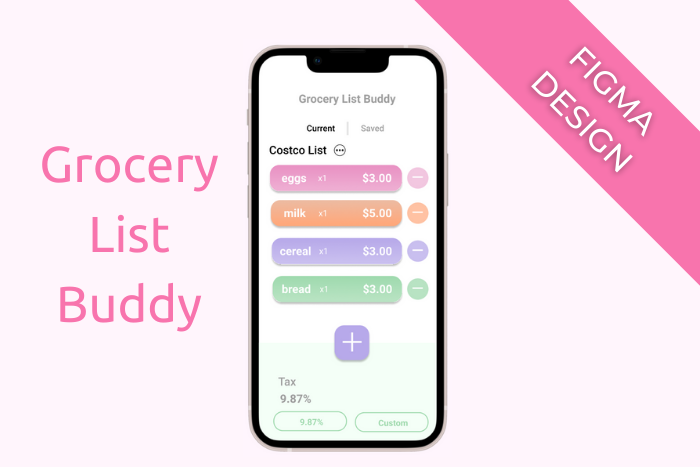 Grocery
List
Buddy
FIGMA
DESIGN
Grocery List Buddy
Current Saved
Costco List
eggs x1 $3.00
milk x1 $5.00
cereal x1 $3.00
bread x1 $3.00
Tax
9.87%
9.87% Custom